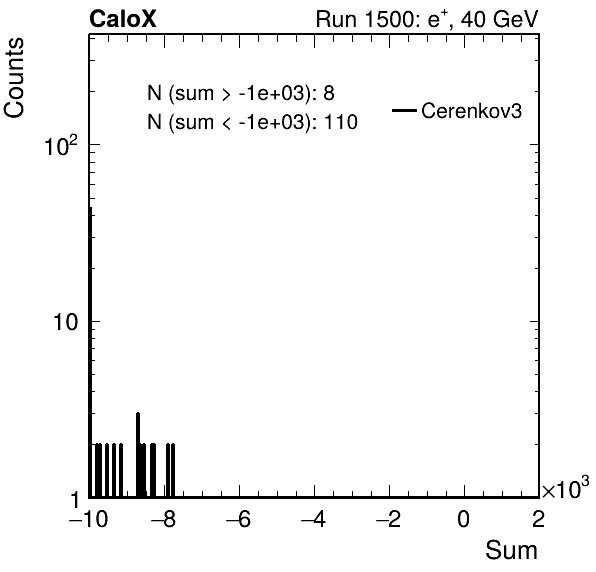 CaloX Run 1500: e⁺, 40 GeV
Counts
N (sum > -1e+03): 8
N (sum < -1e+03): 110
Cerenkov3
10²
10
1
−10 −8 −6 −4 −2 0 2
×10³
Sum